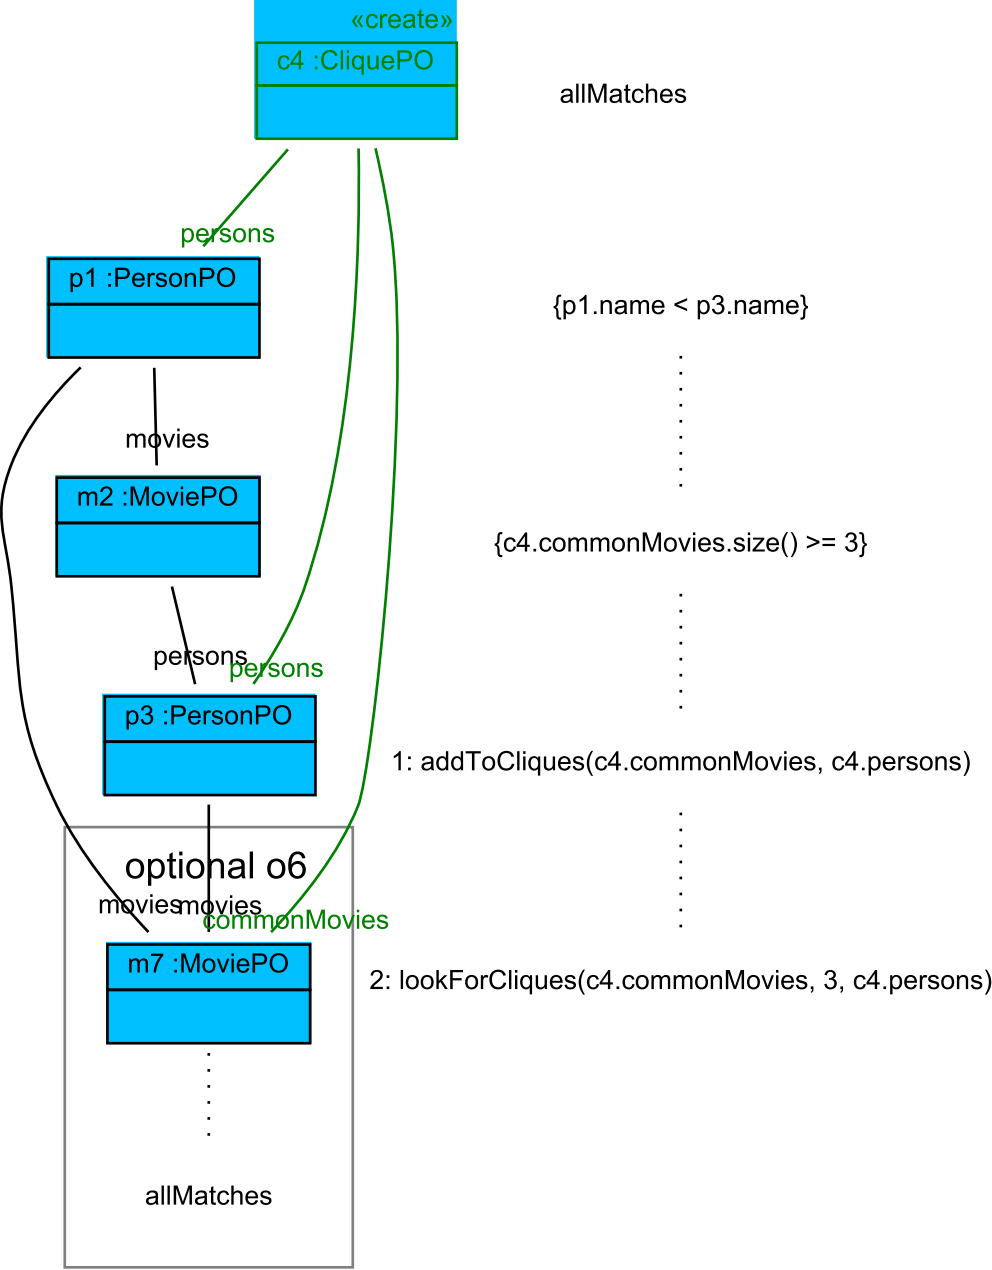 «create»
c4 :CliquePO
allMatches
persons
p1 :PersonPO
{p1.name < p3.name}
movies
m2 :MoviePO
{c4.commonMovies.size() >= 3}
persons
persons
p3 :PersonPO
1: addToCliques(c4.commonMovies, c4.persons)
optional o6
movies
movies
commonMovies
m7 :MoviePO
2: lookForCliques(c4.commonMovies, 3, c4.persons)
allMatches